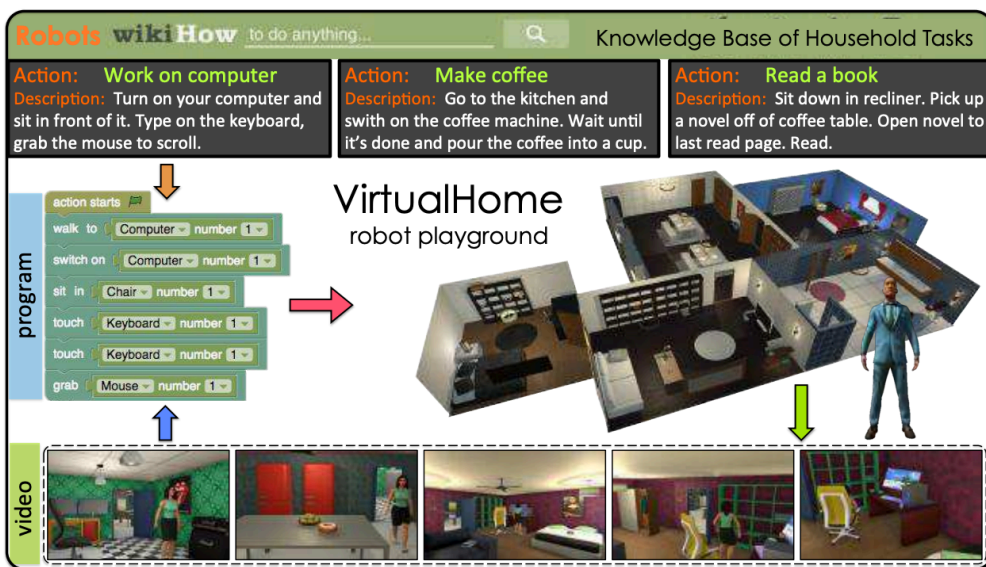 Robots wikiHow to do anything... Knowledge Base of Household Tasks
Action: Work on computer
Description: Turn on your computer and
sit in front of it. Type on the keyboard,
grab the mouse to scroll.
Action: Make coffee
Description: Go to the kitchen and
swith on the coffee machine. Wait until
it's done and pour the coffee into a cup.
Action: Read a book
Description: Sit down in recliner. Pick up
a novel off of coffee table. Open novel to
last read page. Read.
program
action starts
walk to Computer number 1
switch on Computer number 1
sit in Chair number 1
touch Keyboard number 1
touch Keyboard number 1
grab Mouse number 1
VirtualHome
robot playground
video